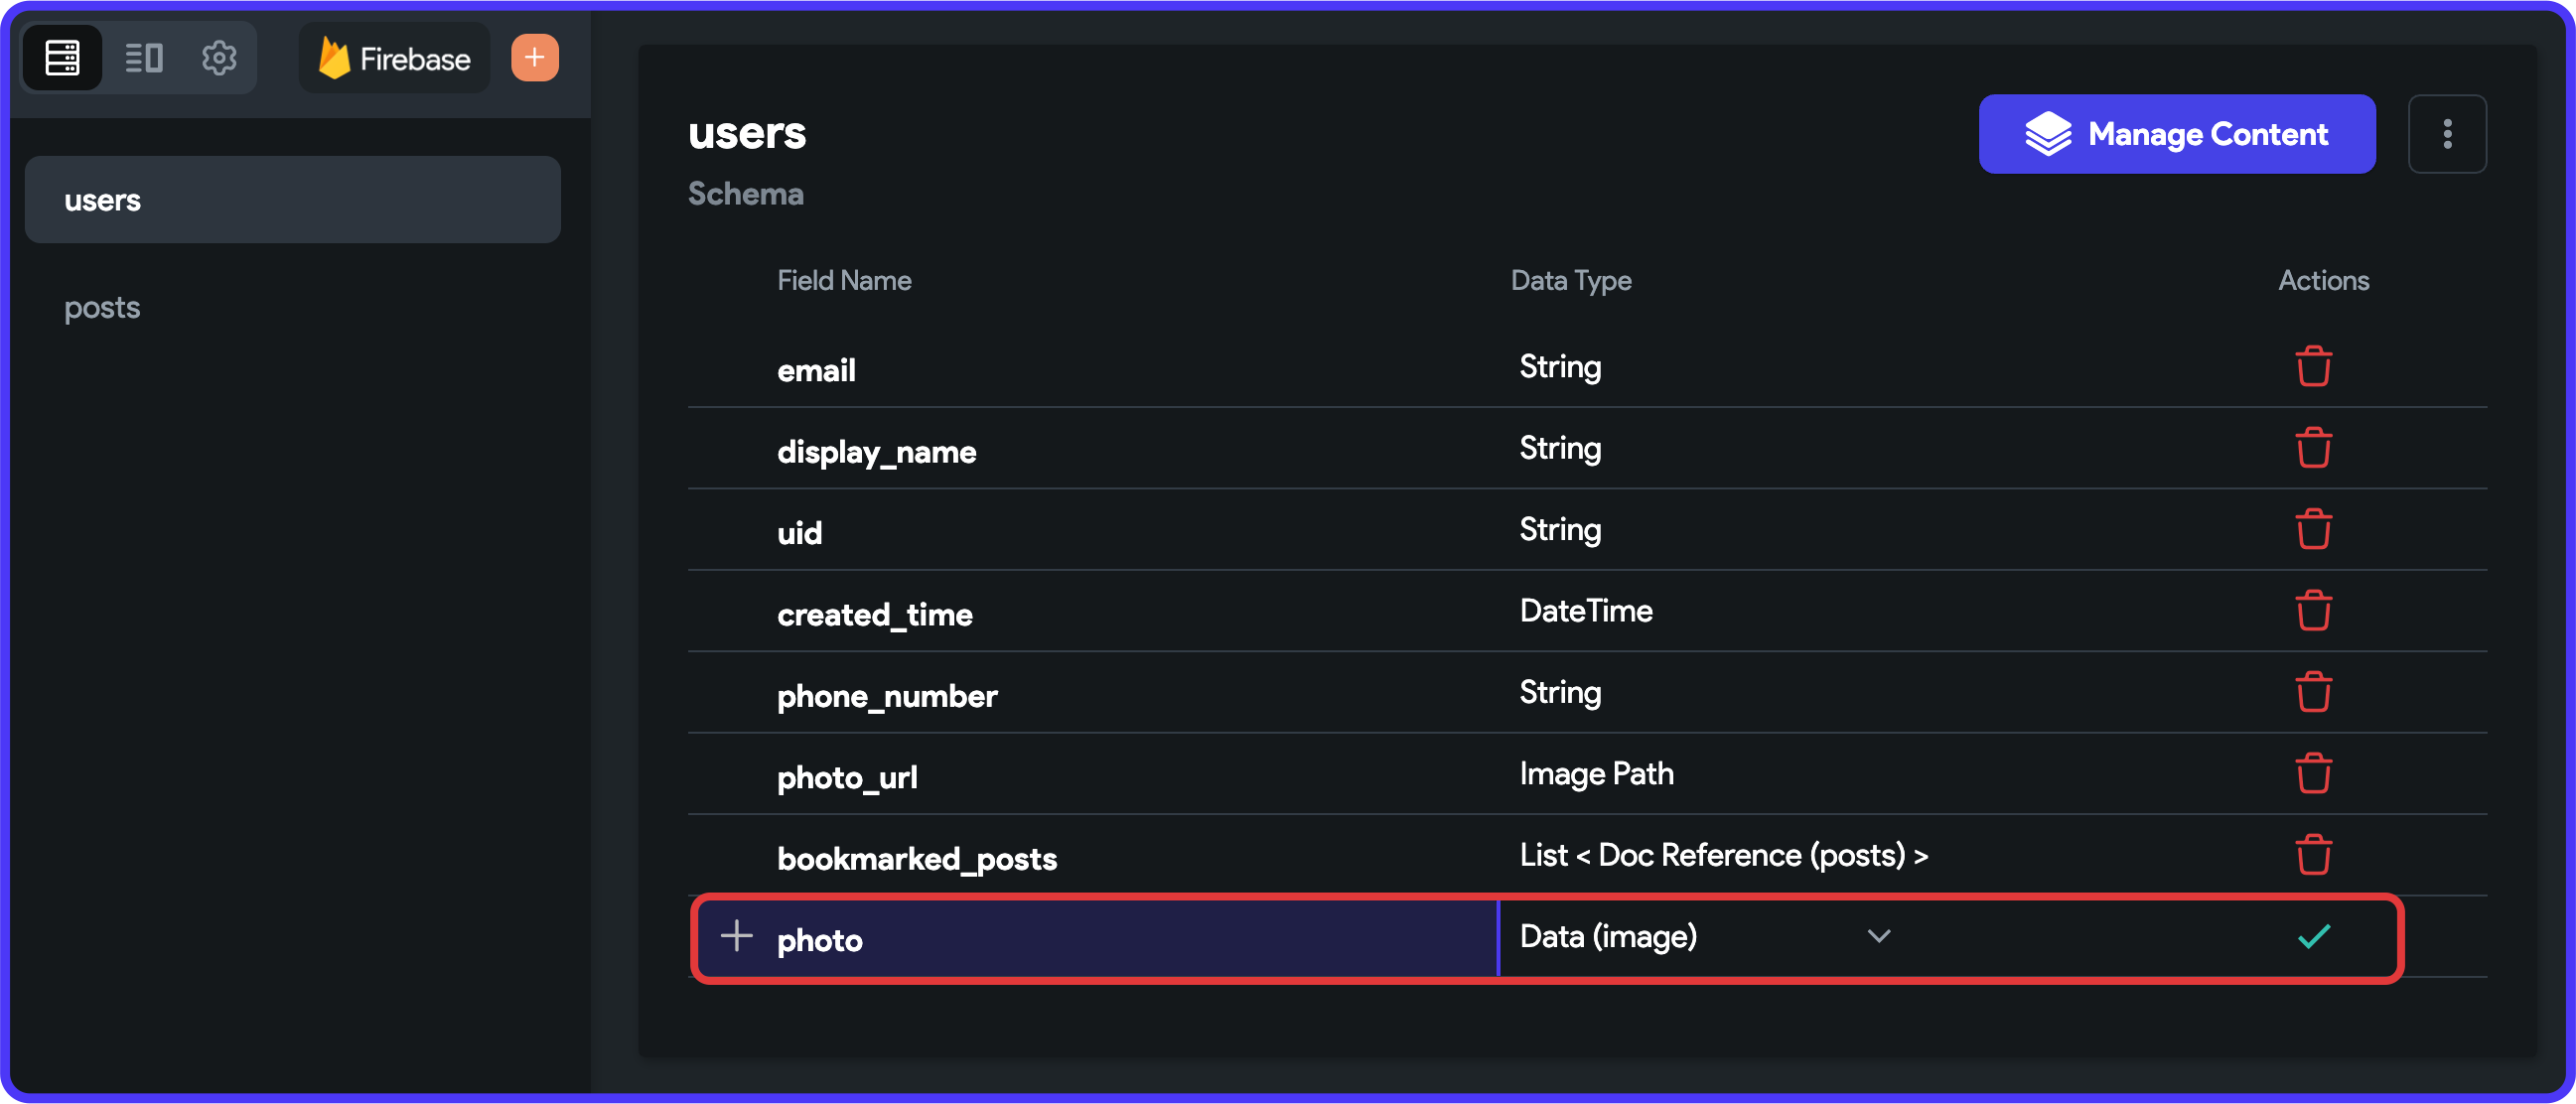 Firebase
users
posts
users
Manage Content
Schema
Field Name Data Type Actions
email String
display_name String
uid String
created_time DateTime
phone_number String
photo_url Image Path
bookmarked_posts List < Doc Reference (posts) >
photo Data (image)